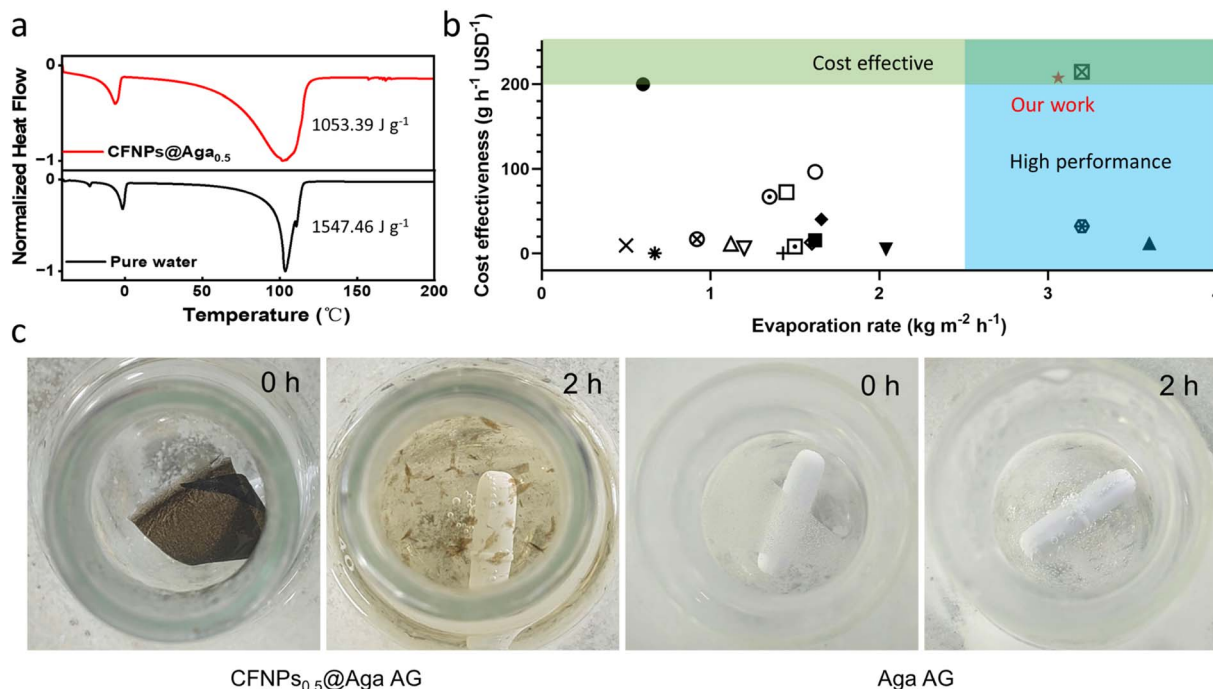 a
Normalized Heat Flow
0
−1
1053.39 J g⁻¹
CFNPs@Aga₀.₅
0
−1
1547.46 J g⁻¹
Pure water
0
50
100
150
200
Temperature (℃)
b
Cost effectiveness (g h⁻¹ USD⁻¹)
200
100
0
Cost effective
Our work
High performance
0
1
2
3
4
Evaporation rate (kg m⁻² h⁻¹)
c
0 h
2 h
0 h
2 h
CFNPs₀.₅@Aga AG
Aga AG